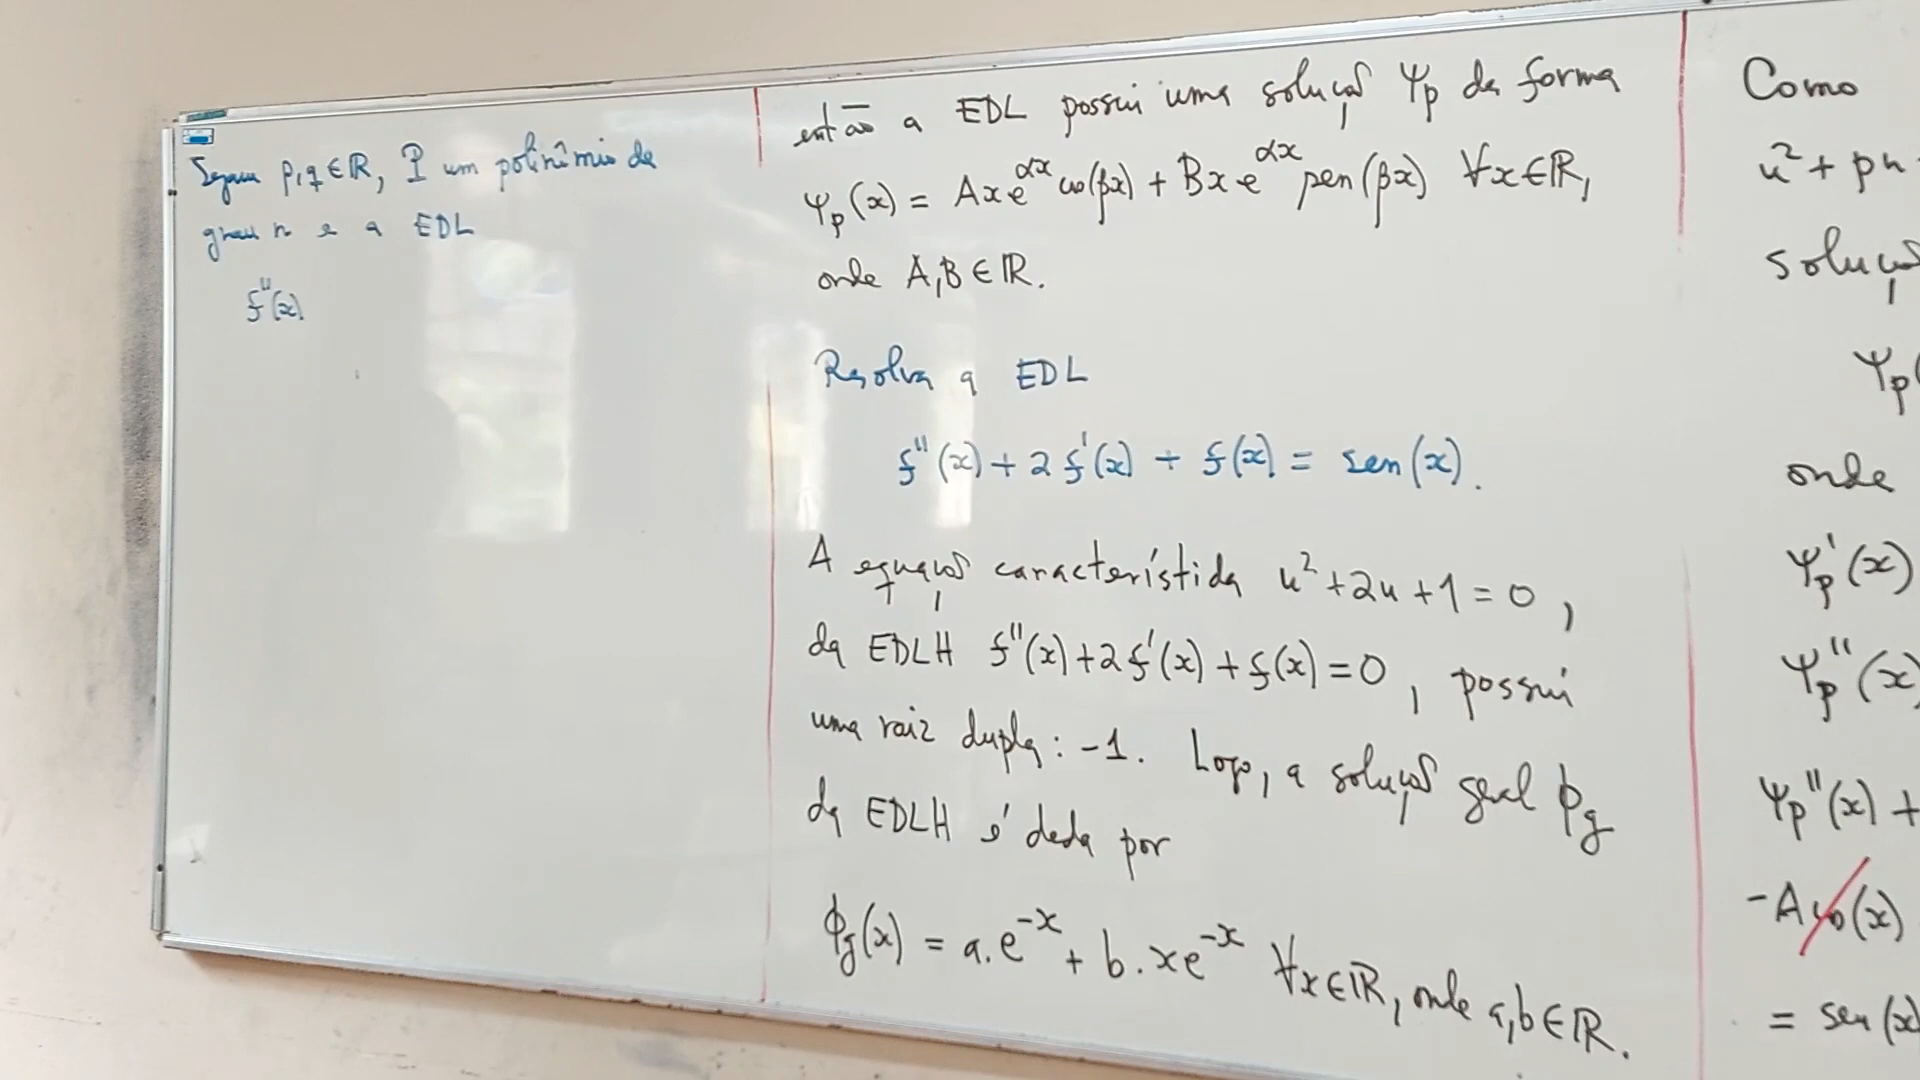 Sejam p,q∈ℝ, P um polinômio de
grau n e a EDL
f''(x)
então a EDL possui uma solução Ψp da forma
Ψp(x) = Axe^αx cos(βx) + Bxe^αx sen(βx) ∀x∈ℝ,
onde A,B∈ℝ.
Resolva a EDL
f''(x) + 2f'(x) + f(x) = sen(x).
A equação característida u²+2u+1=0,
da EDLH f''(x)+2f'(x)+f(x)=0, possui
uma raiz dupla: -1. Logo, a solução geral ϕg
da EDLH é dada por
ϕg(x) = a.e^-x + b.xe^-x ∀x∈ℝ, onde a,b∈ℝ.
Como
u² + pu
solução
Ψp(
onde
Ψp'(x)
Ψp''(x)
Ψp''(x) +
-A cos(x)
= sen(x)